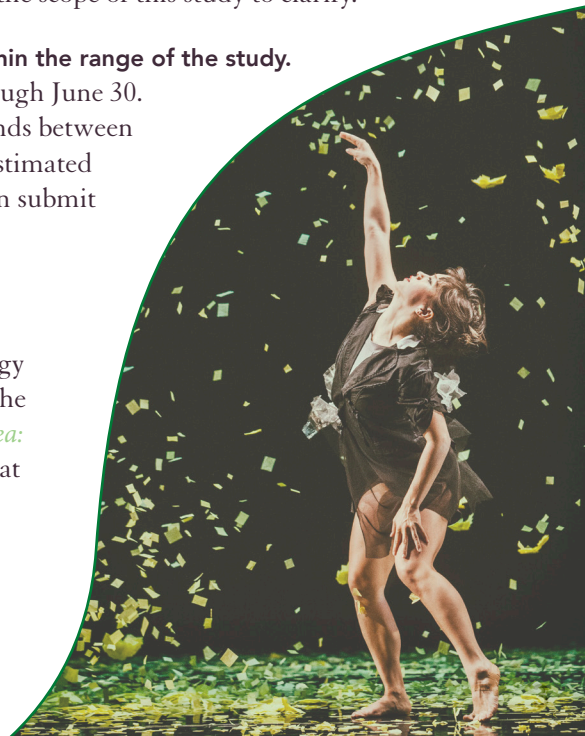 the scope of this study to clarify.
in the range of the study.
ugh June 30.
nds between
stimated
n submit
gy
he
ea:
at